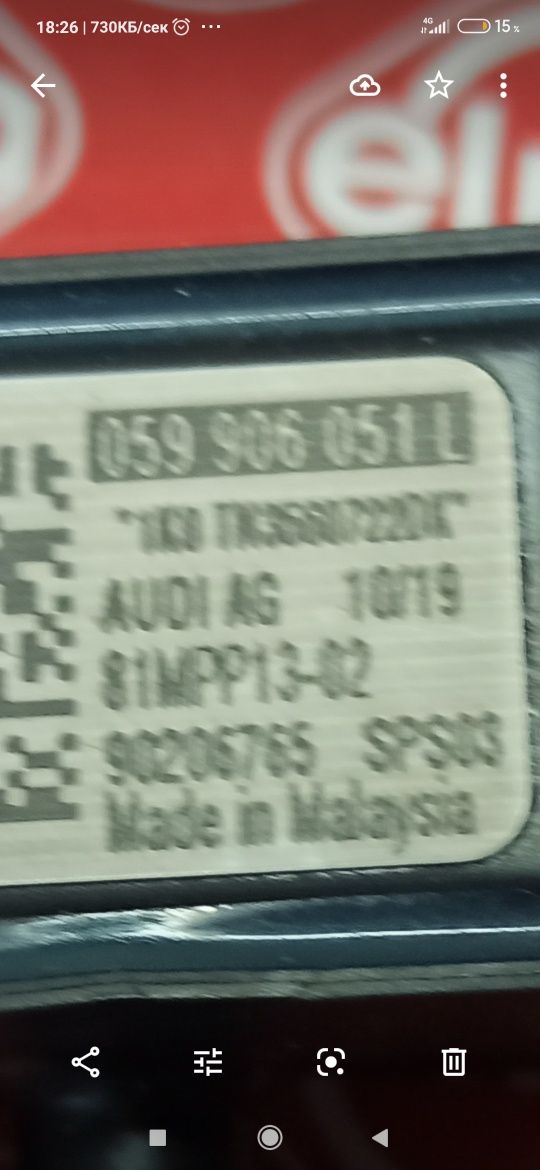 18:26 | 730КБ/сек ···
4G 15 %
059 906 051 L
AUDI AG 10/19
81MPP13-02
90206765 SPS03
Made in Malaysia